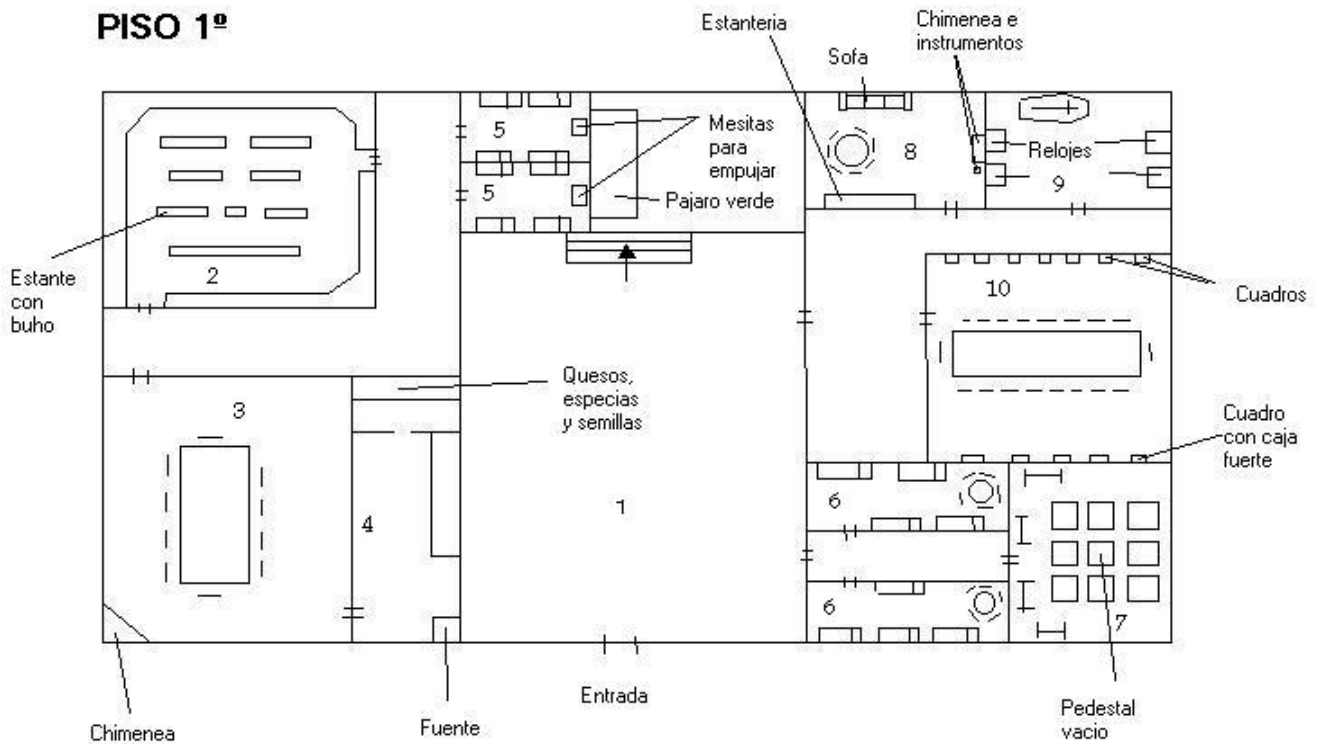 PISO 1º
Estanteria
Chimenea e
instrumentos
Sofa
5
Mesitas
para
empujar
8
Relojes
9
5
Pajaro verde
2
Estante
con
buho
10
Cuadros
Quesos,
especias
y semillas
3
Cuadro
con caja
fuerte
4
1
6
6
7
Entrada
Pedestal
vacio
Chimenea
Fuente